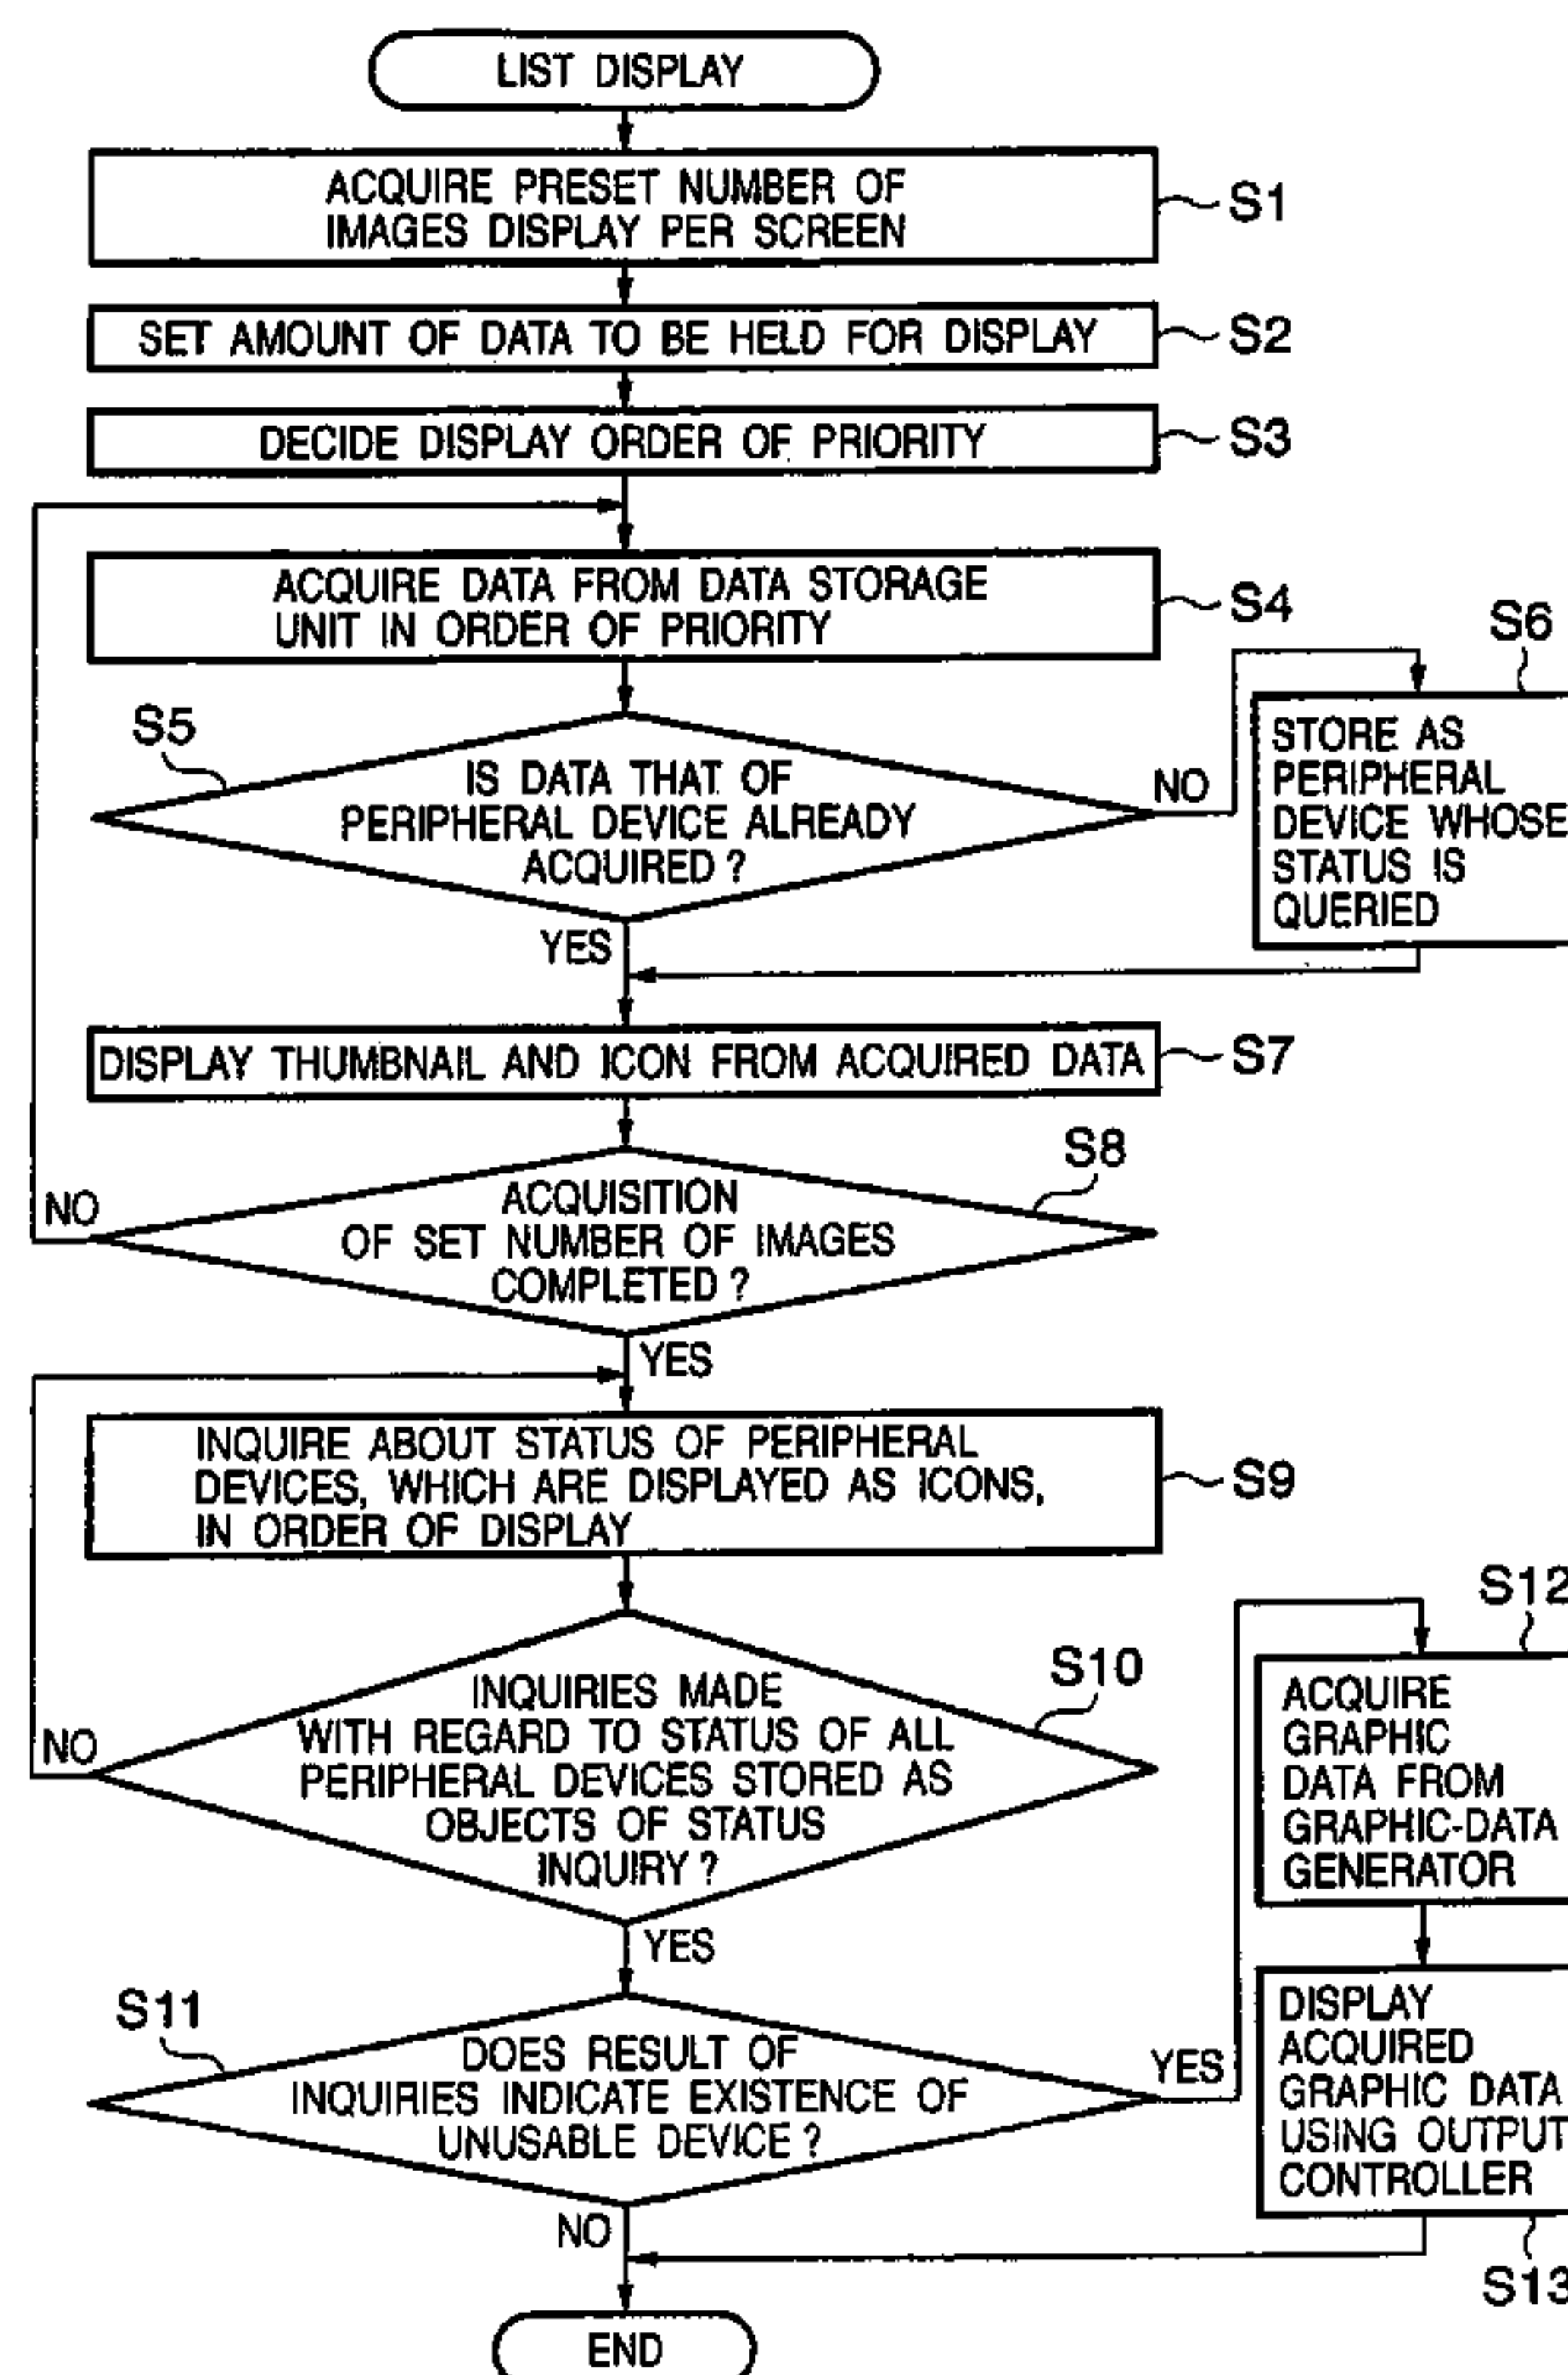 LIST DISPLAY
ACQUIRE PRESET NUMBER OF
IMAGES DISPLAY PER SCREEN
S1
SET AMOUNT OF DATA TO BE HELD FOR DISPLAY
S2
DECIDE DISPLAY ORDER OF PRIORITY
S3
ACQUIRE DATA FROM DATA STORAGE
UNIT IN ORDER OF PRIORITY
S4
S5
IS DATA THAT OF
PERIPHERAL DEVICE ALREADY
ACQUIRED ?
NO
YES
S6
STORE AS
PERIPHERAL
DEVICE WHOSE
STATUS IS
QUERIED
DISPLAY THUMBNAIL AND ICON FROM ACQUIRED DATA
S7
S8
ACQUISITION
OF SET NUMBER OF IMAGES
COMPLETED ?
NO
YES
INQUIRE ABOUT STATUS OF PERIPHERAL
DEVICES, WHICH ARE DISPLAYED AS ICONS,
IN ORDER OF DISPLAY
S9
S10
INQUIRIES MADE
WITH REGARD TO STATUS OF ALL
PERIPHERAL DEVICES STORED AS
OBJECTS OF STATUS
INQUIRY ?
NO
YES
S11
DOES RESULT OF
INQUIRIES INDICATE EXISTENCE OF
UNUSABLE DEVICE ?
YES
NO
S12
ACQUIRE
GRAPHIC
DATA FROM
GRAPHIC-DATA
GENERATOR
DISPLAY
ACQUIRED
GRAPHIC DATA
USING OUTPUT
CONTROLLER
S13
END